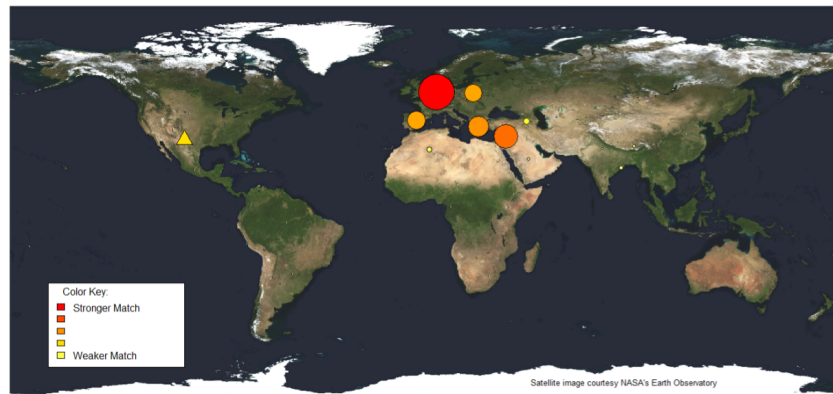 Color Key:
Stronger Match
Weaker Match
Satellite image courtesy NASA's Earth Observatory